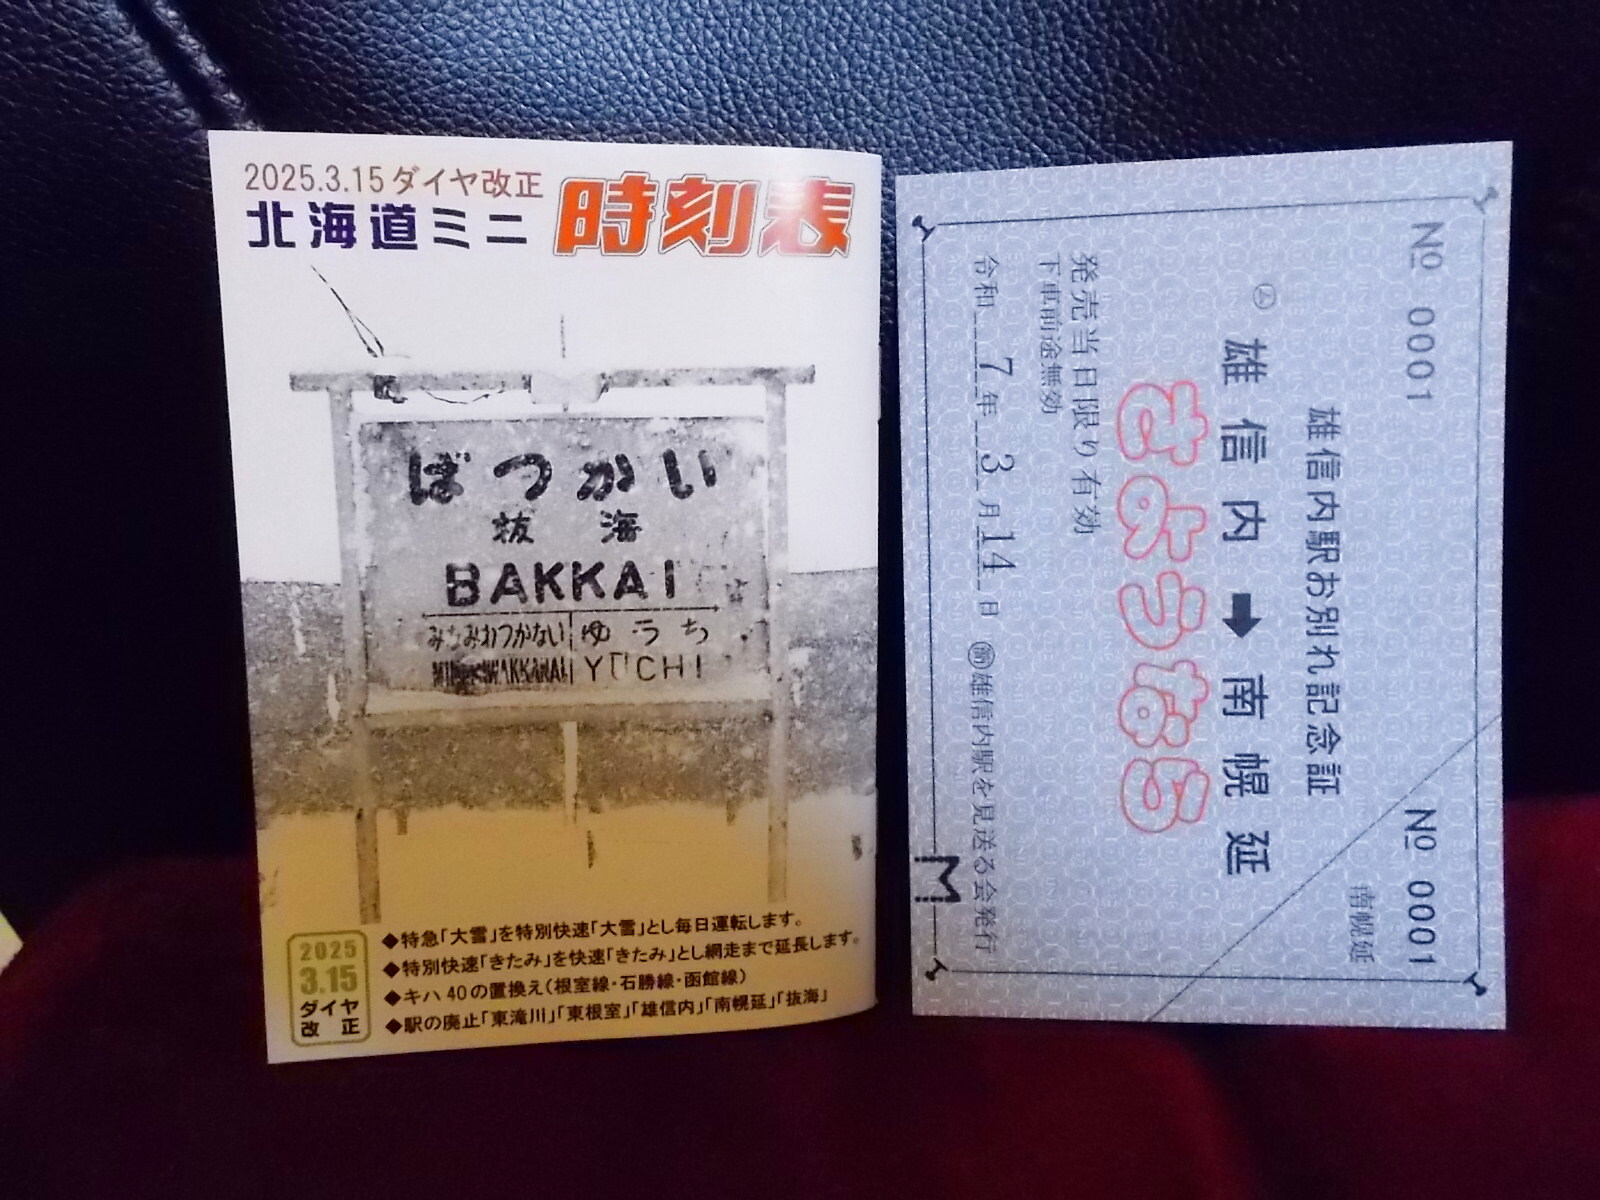 2025.3.15ダイヤ改正
北海道ミニ 時刻表
ばつかい
抜海
BAKKAI
みなみわつかない ゆうち
YŪCHI
2025
3.15
ダイヤ
改正
◆特急「大雪」を特別快速「大雪」とし毎日運転します。
◆特別快速「きたみ」を快速「きたみ」とし網走まで延長します。
◆キハ40の置換え(根室線・石勝線・函館線)
◆駅の廃止「東滝川」「東根室」「雄信内」「南幌延」「抜海」
№ 0001
№ 0001
雄信内駅お別れ記念証
南幌延
㋰ 雄信内➡南幌延
さようなら
発売当日限り有効
下車前途無効
令和7年3月14日
雄信内駅を見送る会発行